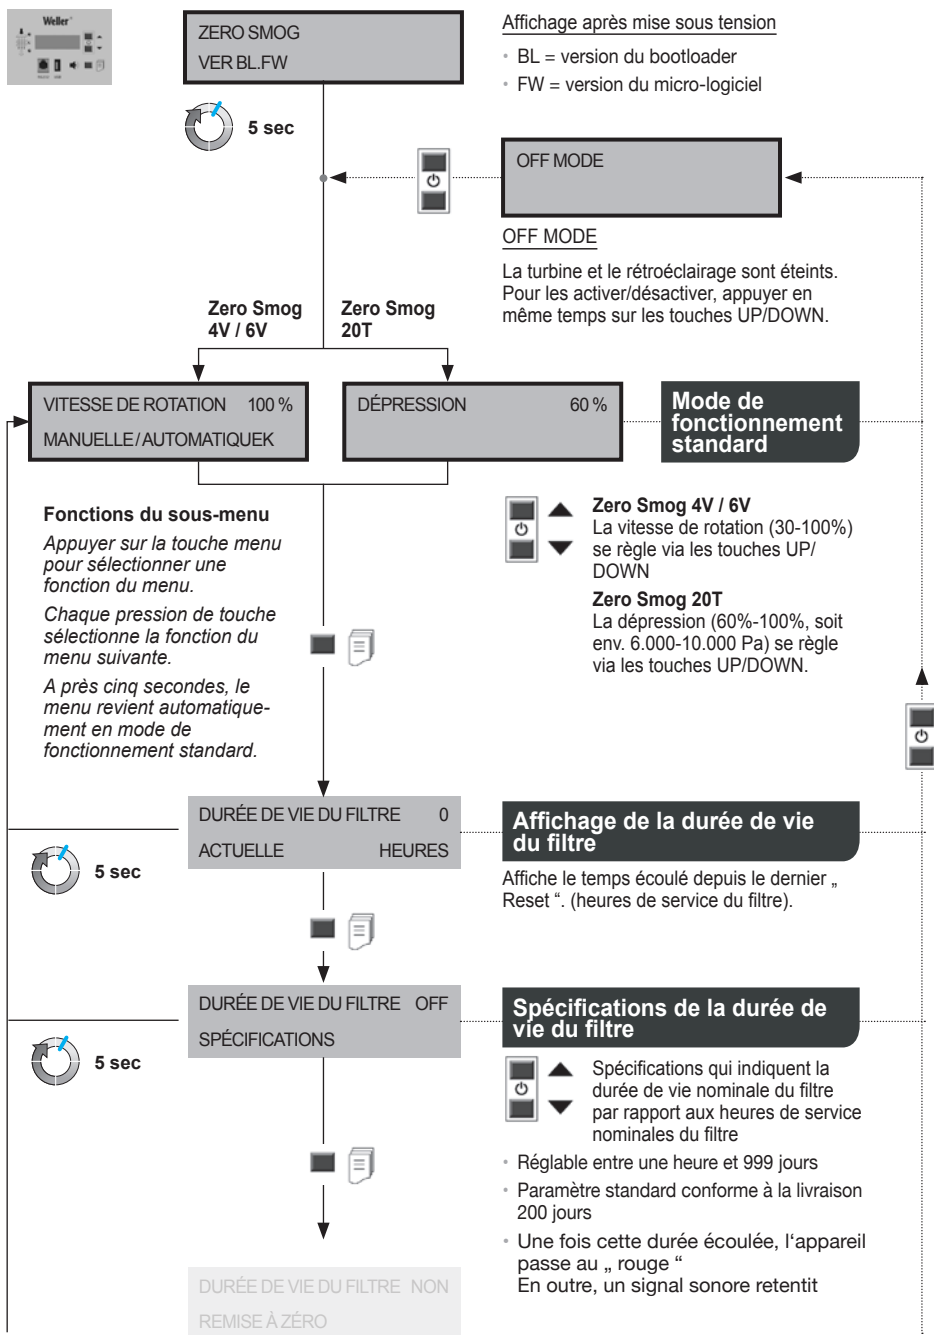 Weller
ZERO SMOG
VER BL.FW
Affichage après mise sous tension
• BL = version du bootloader
• FW = version du micro-logiciel
5 sec
OFF MODE
OFF MODE
La turbine et le rétroéclairage sont éteints.
Pour les activer/désactiver, appuyer en
même temps sur les touches UP/DOWN.
Zero Smog
4V / 6V
Zero Smog
20T
VITESSE DE ROTATION 100 %
MANUELLE/AUTOMATIQUEK
DÉPRESSION 60 %
Mode de
fonctionnement
standard
Fonctions du sous-menu
Appuyer sur la touche menu
pour sélectionner une
fonction du menu.
Chaque pression de touche
sélectionne la fonction du
menu suivante.
A près cinq secondes, le
menu revient automatique-
ment en mode de
fonctionnement standard.
Zero Smog 4V / 6V
La vitesse de rotation (30-100%)
se règle via les touches UP/
DOWN
Zero Smog 20T
La dépression (60%-100%, soit
env. 6.000-10.000 Pa) se règle
via les touches UP/DOWN.
DURÉE DE VIE DU FILTRE 0
ACTUELLE HEURES
5 sec
Affichage de la durée de vie
du filtre
Affiche le temps écoulé depuis le dernier „
Reset “. (heures de service du filtre).
DURÉE DE VIE DU FILTRE OFF
SPÉCIFICATIONS
5 sec
Spécifications de la durée de
vie du filtre
Spécifications qui indiquent la
durée de vie nominale du filtre
par rapport aux heures de service
nominales du filtre
• Réglable entre une heure et 999 jours
• Paramètre standard conforme à la livraison
200 jours
• Une fois cette durée écoulée, l‘appareil
passe au „ rouge “
En outre, un signal sonore retentit
DURÉE DE VIE DU FILTRE NON
REMISE À ZÉRO